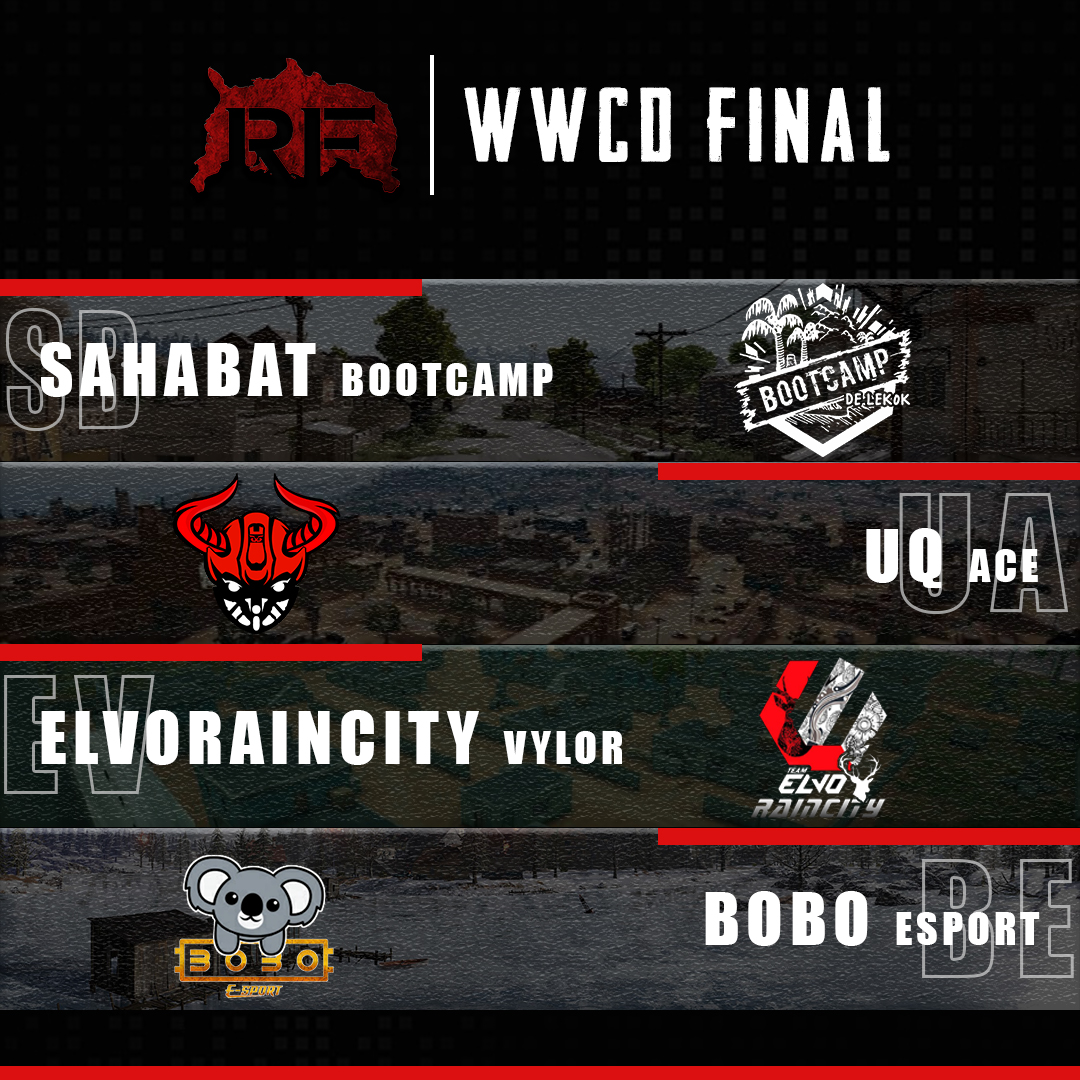 RF
WWCD FINAL
SB
SAHABAT BOOTCAMP
BOOTCAMP
DE LEKOK
UA
UQ ACE
EV
ELVORAINCITY VYLOR
TEAM
ELVO
RAINCITY
BE
BOBO ESPORT
BOBO
E-SPORT